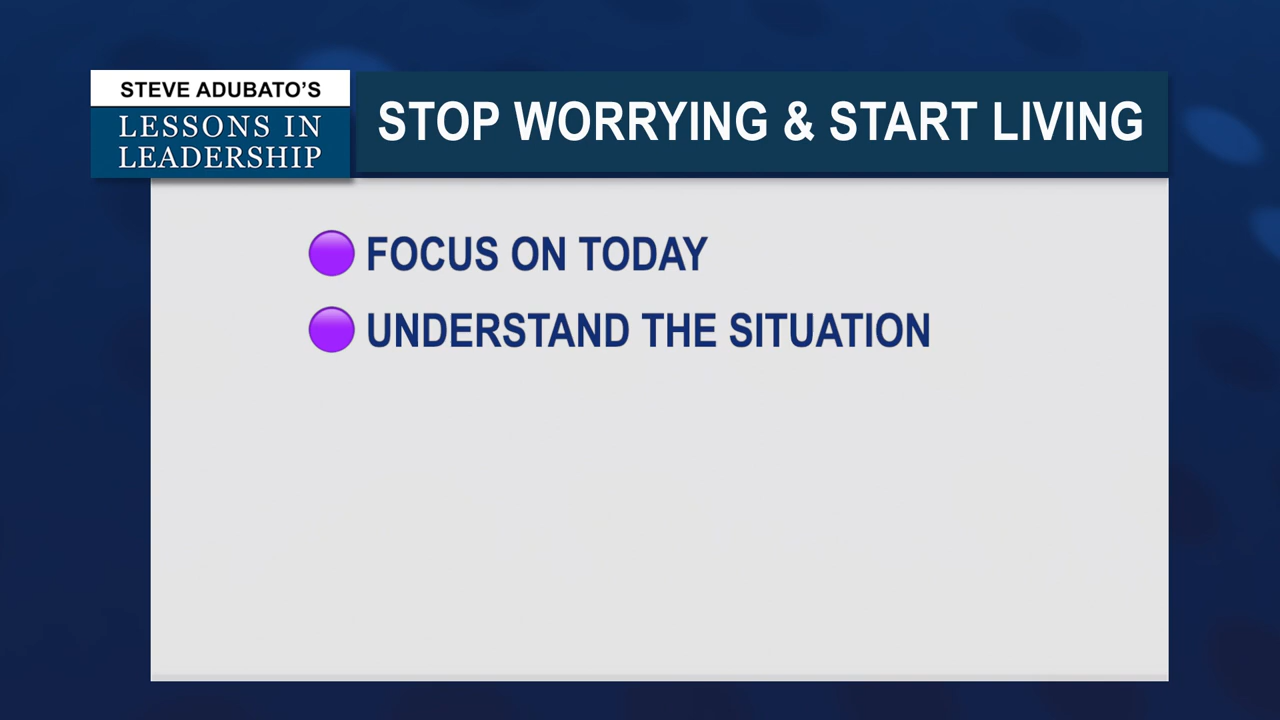 STEVE ADUBATO'S
LESSONS IN
LEADERSHIP
STOP WORRYING & START LIVING
FOCUS ON TODAY
UNDERSTAND THE SITUATION